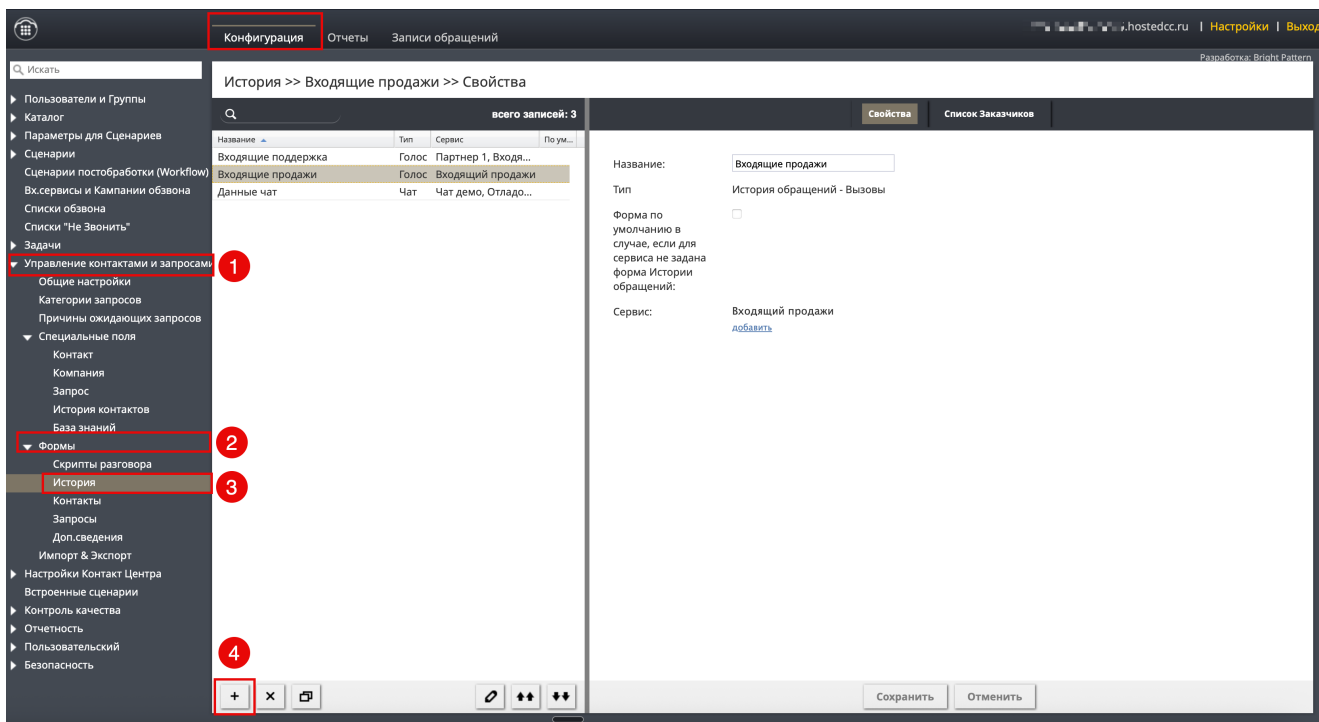 Конфигурация
Отчеты
Записи обращений
.hostedcc.ru | Настройки | Выход
Разработка: Bright Pattern
Искать
Пользователи и Группы
Каталог
Параметры для Сценариев
Сценарии
Сценарии постобработки (Workflow)
Вх.сервисы и Кампании обзвона
Списки обзвона
Списки "Не Звонить"
Задачи
Управление контактами и запросами
1
Общие настройки
Категории запросов
Причины ожидающих запросов
Специальные поля
Контакт
Компания
Запрос
История контактов
База знаний
Формы
2
Скрипты разговора
История
3
Контакты
Запросы
Доп.сведения
Импорт & Экспорт
Настройки Контакт Центра
Встроенные сценарии
Контроль качества
Отчетность
Пользовательский
Безопасность
4
История >> Входящие продажи >> Свойства
всего записей: 3
Название Тип Сервис По ум...
Входящие поддержка Голос Партнер 1, Входя...
Входящие продажи Голос Входящий продажи
Данные чат Чат Чат демо, Отладо...
Свойства
Список Заказчиков
Название: Входящие продажи
Тип История обращений - Вызовы
Форма по
умолчанию в
случае, если для
сервиса не задана
форма Истории
обращений:
Сервис: Входящий продажи
добавить
Сохранить
Отменить